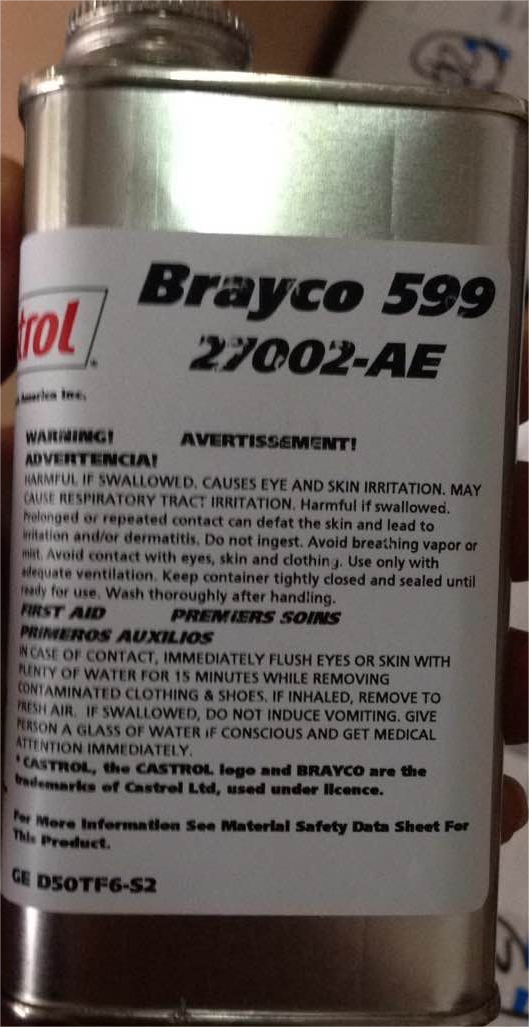 Brayco 599
trol
27002-AE
America Inc.
WARNING! AVERTISSEMENT!
ADVERTENCIA!
HARMFUL IF SWALLOWED. CAUSES EYE AND SKIN IRRITATION. MAY
CAUSE RESPIRATORY TRACT IRRITATION. Harmful if swallowed.
Prolonged or repeated contact can defat the skin and lead to
irritation and/or dermatitis. Do not ingest. Avoid breathing vapor or
mist. Avoid contact with eyes, skin and clothing. Use only with
adequate ventilation. Keep container tightly closed and sealed until
ready for use. Wash thoroughly after handling.
FIRST AID PREMIERS SOINS
PRIMEROS AUXILIOS
IN CASE OF CONTACT, IMMEDIATELY FLUSH EYES OR SKIN WITH
PLENTY OF WATER FOR 15 MINUTES WHILE REMOVING
CONTAMINATED CLOTHING & SHOES. IF INHALED, REMOVE TO
FRESH AIR. IF SWALLOWED, DO NOT INDUCE VOMITING. GIVE
PERSON A GLASS OF WATER IF CONSCIOUS AND GET MEDICAL
ATTENTION IMMEDIATELY.
* CASTROL, the CASTROL logo and BRAYCO are the
trademarks of Castrol Ltd, used under licence.
For More Information See Material Safety Data Sheet For
This Product.
GE D50TF6-S2